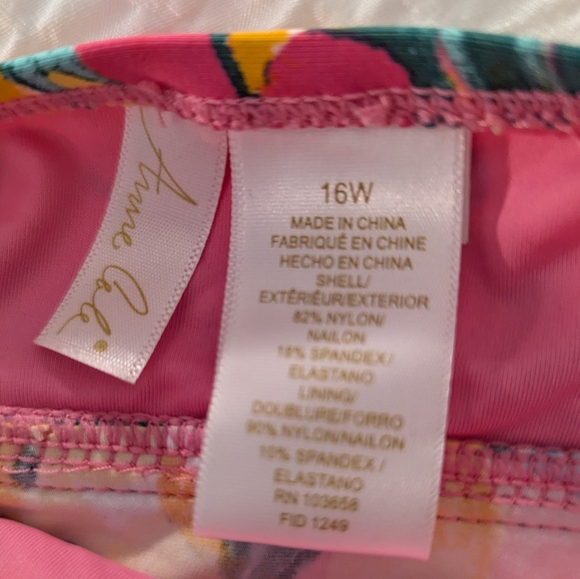 Anne Cole®
16W
MADE IN CHINA
FABRIQUÉ EN CHINE
HECHO EN CHINA
SHELL/
EXTÉRIEUR/EXTERIOR
82% NYLON/
NAILON
18% SPANDEX/
ELASTANO
LINING/
DOUBLURE/FORRO
90% NYLON/NAILON
10% SPANDEX /
ELASTANO
RN 103658
FID 1249